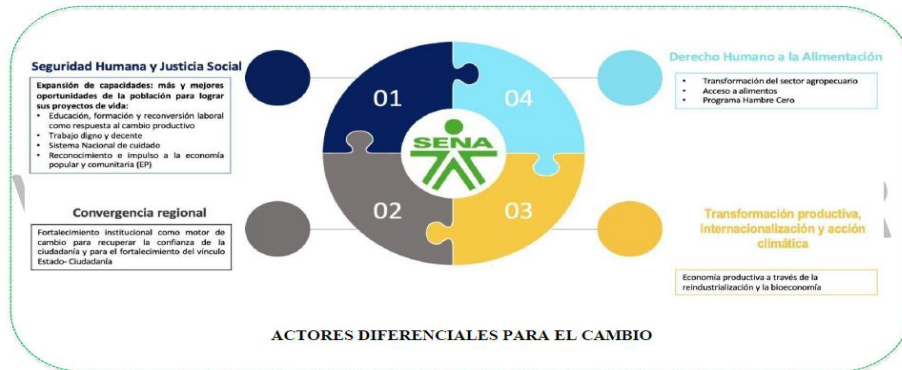 Seguridad Humana y Justicia Social
Expansión de capacidades: más y mejores
oportunidades de la población para lograr
sus proyectos de vida:
• Educación, formación y reconversión laboral
como respuesta al cambio productivo
• Trabajo digno y decente
• Sistema Nacional de cuidado
• Reconocimiento e impulso a la economía
popular y comunitaria (EP)
01
02
03
04
SENA
Convergencia regional
Fortalecimiento institucional como motor de
cambio para recuperar la confianza de la
ciudadanía y para el fortalecimiento del vínculo
Estado- Ciudadanía
Derecho Humano a la Alimentación
• Transformación del sector agropecuario
• Acceso a alimentos
• Programa Hambre Cero
Transformación productiva,
internacionalización y acción
climática
Economía productiva a través de la
reindustrialización y la bioeconomía
ACTORES DIFERENCIALES PARA EL CAMBIO